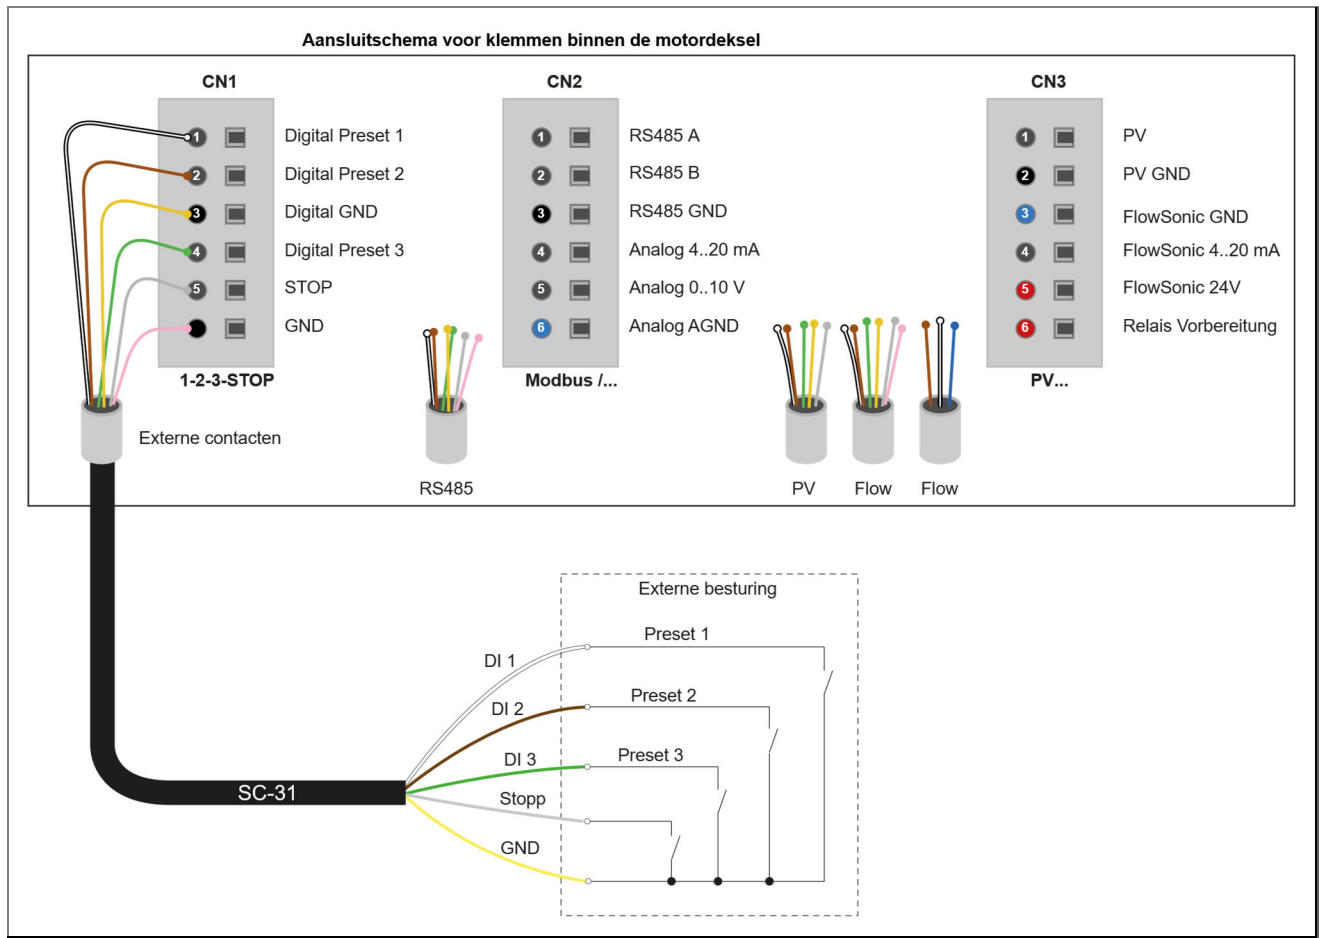 Aansluitschema voor klemmen binnen de motordeksel
CN1
1 Digital Preset 1
2 Digital Preset 2
3 Digital GND
4 Digital Preset 3
5 STOP
GND
1-2-3-STOP
Externe contacten
CN2
1 RS485 A
2 RS485 B
3 RS485 GND
4 Analog 4..20 mA
5 Analog 0..10 V
6 Analog AGND
Modbus /...
RS485
CN3
1 PV
2 PV GND
3 FlowSonic GND
4 FlowSonic 4..20 mA
5 FlowSonic 24V
6 Relais Vorbereitung
PV...
PV
Flow
Flow
SC-31
Externe besturing
DI 1
Preset 1
DI 2
Preset 2
DI 3
Preset 3
Stopp
GND